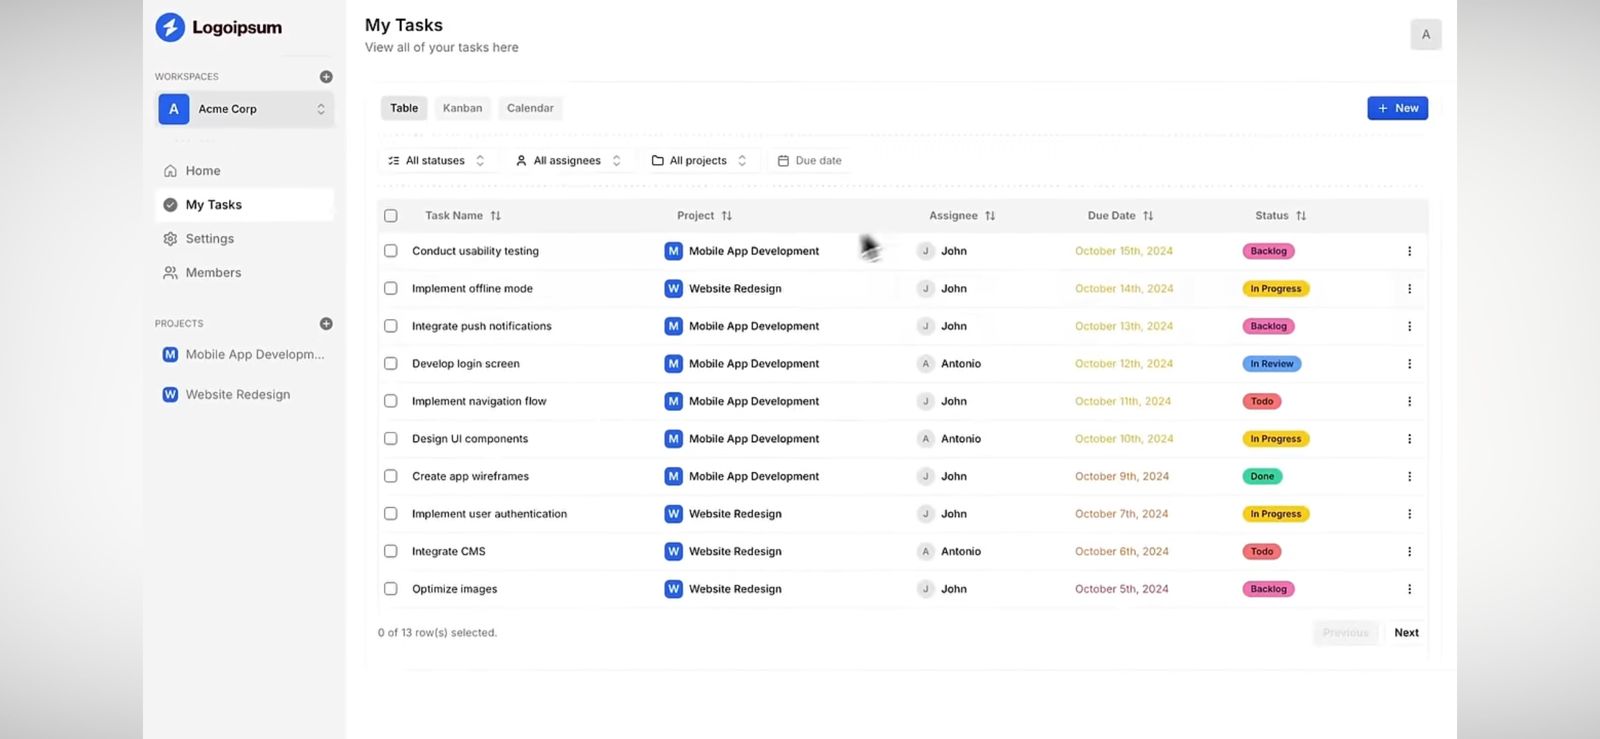 Logoipsum
WORKSPACES
A Acme Corp
Home
My Tasks
Settings
Members
PROJECTS
M Mobile App Developm...
W Website Redesign
My Tasks
View all of your tasks here
A
Table Kanban Calendar
+ New
All statuses All assignees All projects Due date
Task Name Project Assignee Due Date Status
Conduct usability testing M Mobile App Development J John October 15th, 2024 Backlog
Implement offline mode W Website Redesign J John October 14th, 2024 In Progress
Integrate push notifications M Mobile App Development J John October 13th, 2024 Backlog
Develop login screen M Mobile App Development A Antonio October 12th, 2024 In Review
Implement navigation flow M Mobile App Development J John October 11th, 2024 Todo
Design UI components M Mobile App Development A Antonio October 10th, 2024 In Progress
Create app wireframes M Mobile App Development J John October 9th, 2024 Done
Implement user authentication W Website Redesign J John October 7th, 2024 In Progress
Integrate CMS W Website Redesign A Antonio October 6th, 2024 Todo
Optimize images W Website Redesign J John October 5th, 2024 Backlog
0 of 13 row(s) selected.
Previous Next